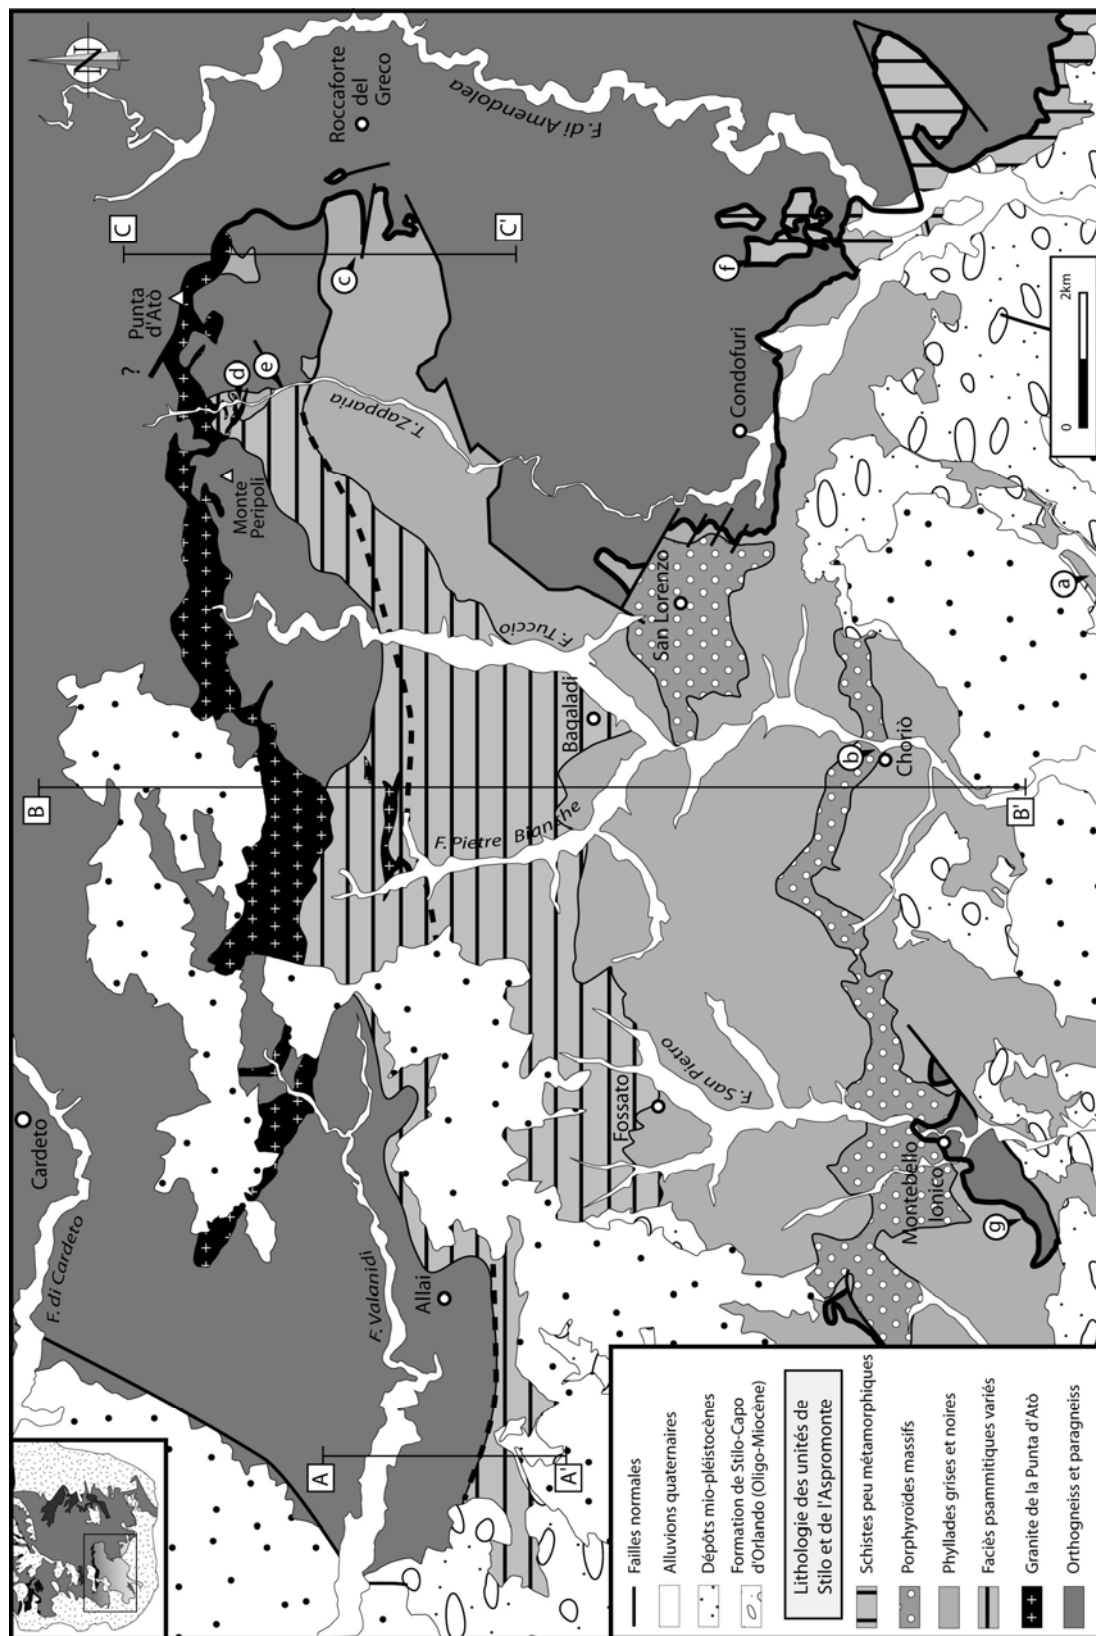 N
Cardeto
F. di Cardeto
F. Valanidi
Allai
A
A'
B
B'
C
C'
Punta
d'Atò
?
Roccaforte
del
Greco
F. di Amendolea
Monte
Peripoli
d
e
c
T. Zapparia
f
Condofuri
F. Tuccio
San Lorenzo
Bagaladi
F. Pietre Bianche
b
Choriò
a
Fossato
F. San Pietro
Montebello
Ionico
g
0
2km
Failles normales
Alluvions quaternaires
Dépôts mio-pléistocènes
Formation de Stilo-Capo
d'Orlando (Oligo-Miocène)
Lithologie des unités de
Stilo et de l'Aspromonte
Schistes peu métamorphiques
Porphyroïdes massifs
Phyllades grises et noires
Faciès psammitiques variés
Granite de la Punta d'Atò
Orthogneiss et paragneiss